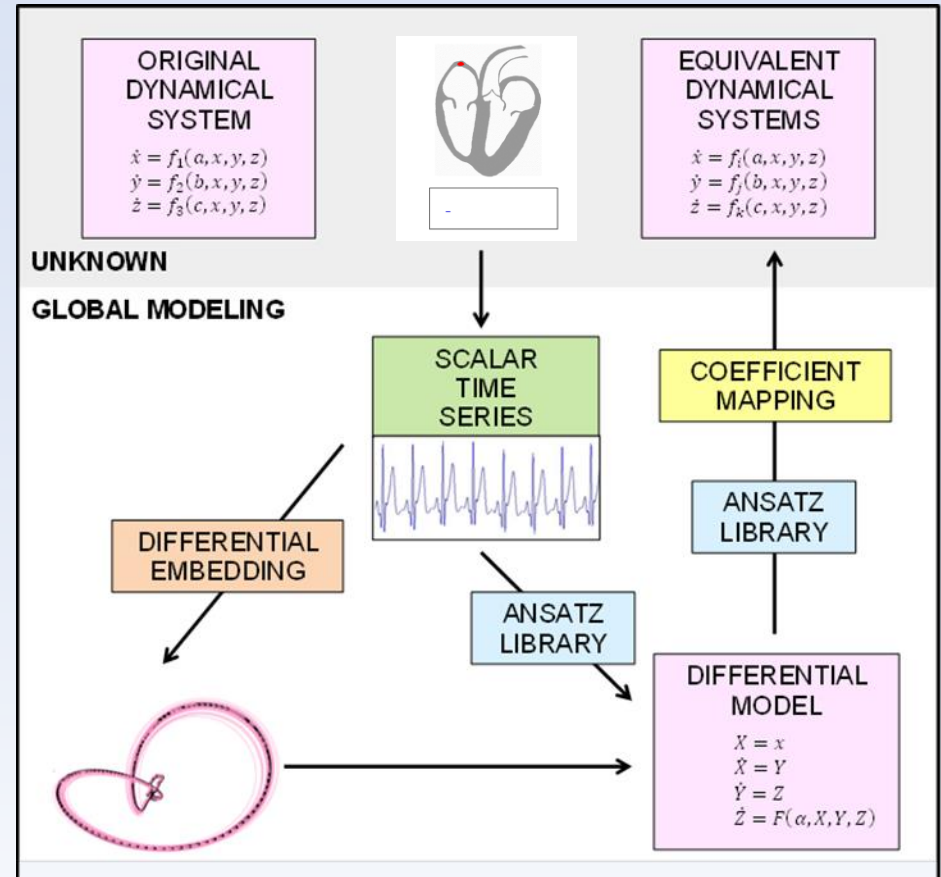 ORIGINAL
DYNAMICAL
SYSTEM
ẋ = f₁(a,x,y,z)
ẏ = f₂(b,x,y,z)
ż = f₃(c,x,y,z)
-
EQUIVALENT
DYNAMICAL
SYSTEMS
ẋ = fᵢ(a,x,y,z)
ẏ = fⱼ(b,x,y,z)
ż = fₖ(c,x,y,z)
UNKNOWN
GLOBAL MODELING
SCALAR
TIME
SERIES
COEFFICIENT
MAPPING
ANSATZ
LIBRARY
DIFFERENTIAL
EMBEDDING
ANSATZ
LIBRARY
DIFFERENTIAL
MODEL
X = x
Ẋ = Y
Ẏ = Z
Ż = F(α,X,Y,Z)